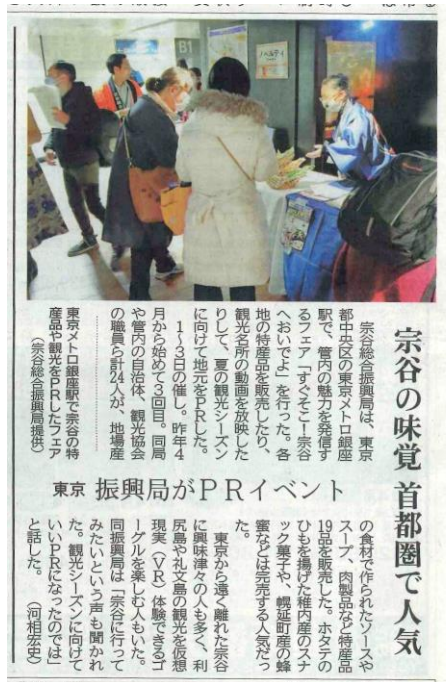 B1
宗谷の味覚 首都圏で人気
東京 振興局がＰＲイベント
宗谷総合振興局は、東京
都中央区の東京メトロ銀座
駅で、管内の魅力を発信す
るフェア「すぐそこ！宗谷
へおいでよ」を行った。各
地の特産品を販売したり、
観光名所の動画を放映した
りして、夏の観光シーズン
に向けて地元をＰＲした。
１〜３日の催し。昨年４
月から始めて３回目。同局
や管内の自治体、観光協会
の職員ら計24人が、地場産
の食材で作られたソースや
スープ、肉製品など特産品
19品を販売した。ホタテの
ひもを揚げた稚内産のスナ
ック菓子や、幌延町産の蜂
蜜などは完売する人気だっ
た。
東京から遠く離れた宗谷
に興味津々の人も多く、利
尻島や礼文島の観光を仮想
現実（ＶＲ）体験できるゴ
ーグルを楽しむ人もいた。
同振興局は「宗谷に行って
みたいという声も聞かれ
た。観光シーズンに向けて
いいＰＲになったのでは」
と話した。（河相宏史）
東京メトロ銀座駅で宗谷の特
産品や観光をＰＲしたフェア
（宗谷総合振興局提供）